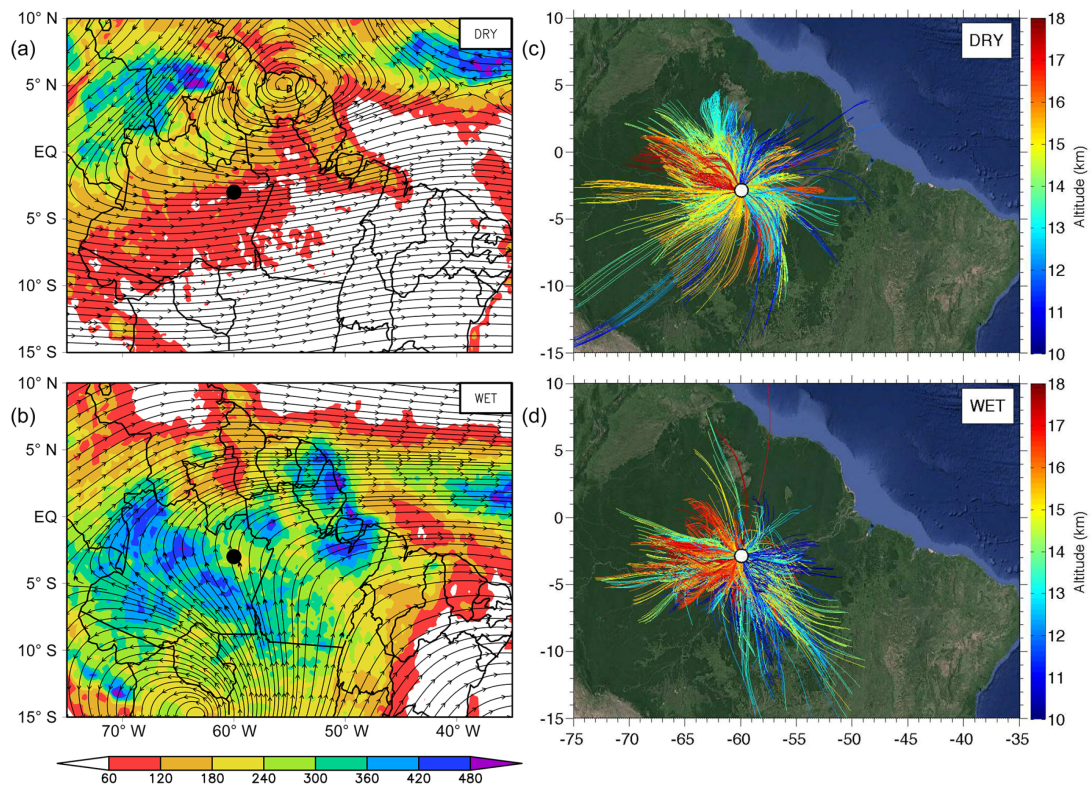 (a)
DRY
10° N
5° N
EQ
5° S
10° S
15° S
(c)
DRY
10
5
0
-5
-10
-15
18
17
16
15
14
13
12
11
10
Altitude (km)
(b)
WET
10° N
5° N
EQ
5° S
10° S
15° S
70° W
60° W
50° W
40° W
60
120
180
240
300
360
420
480
(d)
WET
10
5
0
-5
-10
-15
-75
-70
-65
-60
-55
-50
-45
-40
-35
18
17
16
15
14
13
12
11
10
Altitude (km)